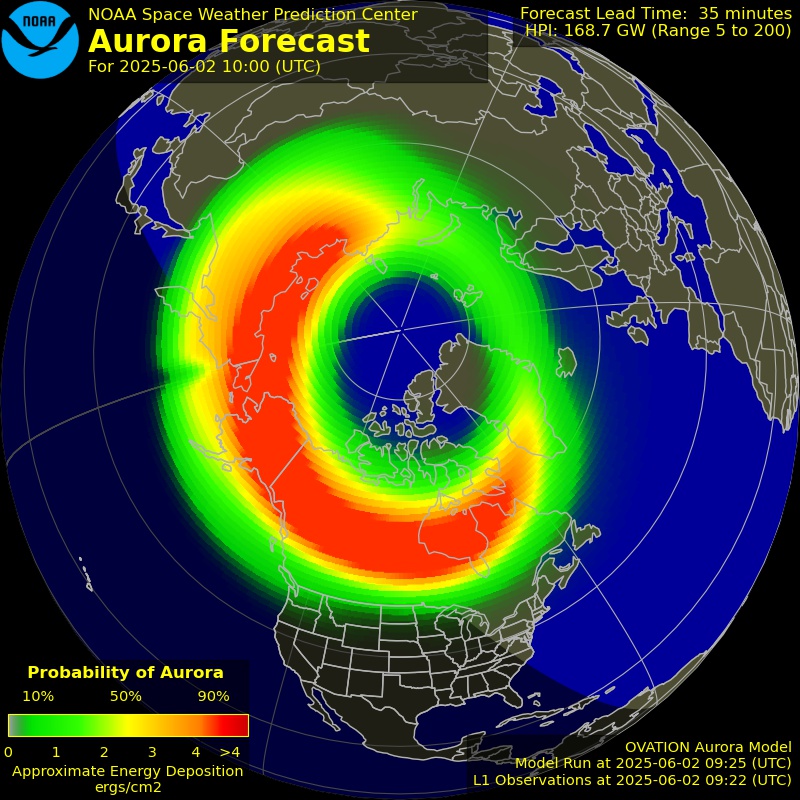 NOAA
NOAA Space Weather Prediction Center
Aurora Forecast
For 2025-06-02 10:00 (UTC)
Forecast Lead Time: 35 minutes
HPI: 168.7 GW (Range 5 to 200)
Probability of Aurora
10% 50% 90%
0 1 2 3 4 >4
Approximate Energy Deposition
ergs/cm2
OVATION Aurora Model
Model Run at 2025-06-02 09:25 (UTC)
L1 Observations at 2025-06-02 09:22 (UTC)